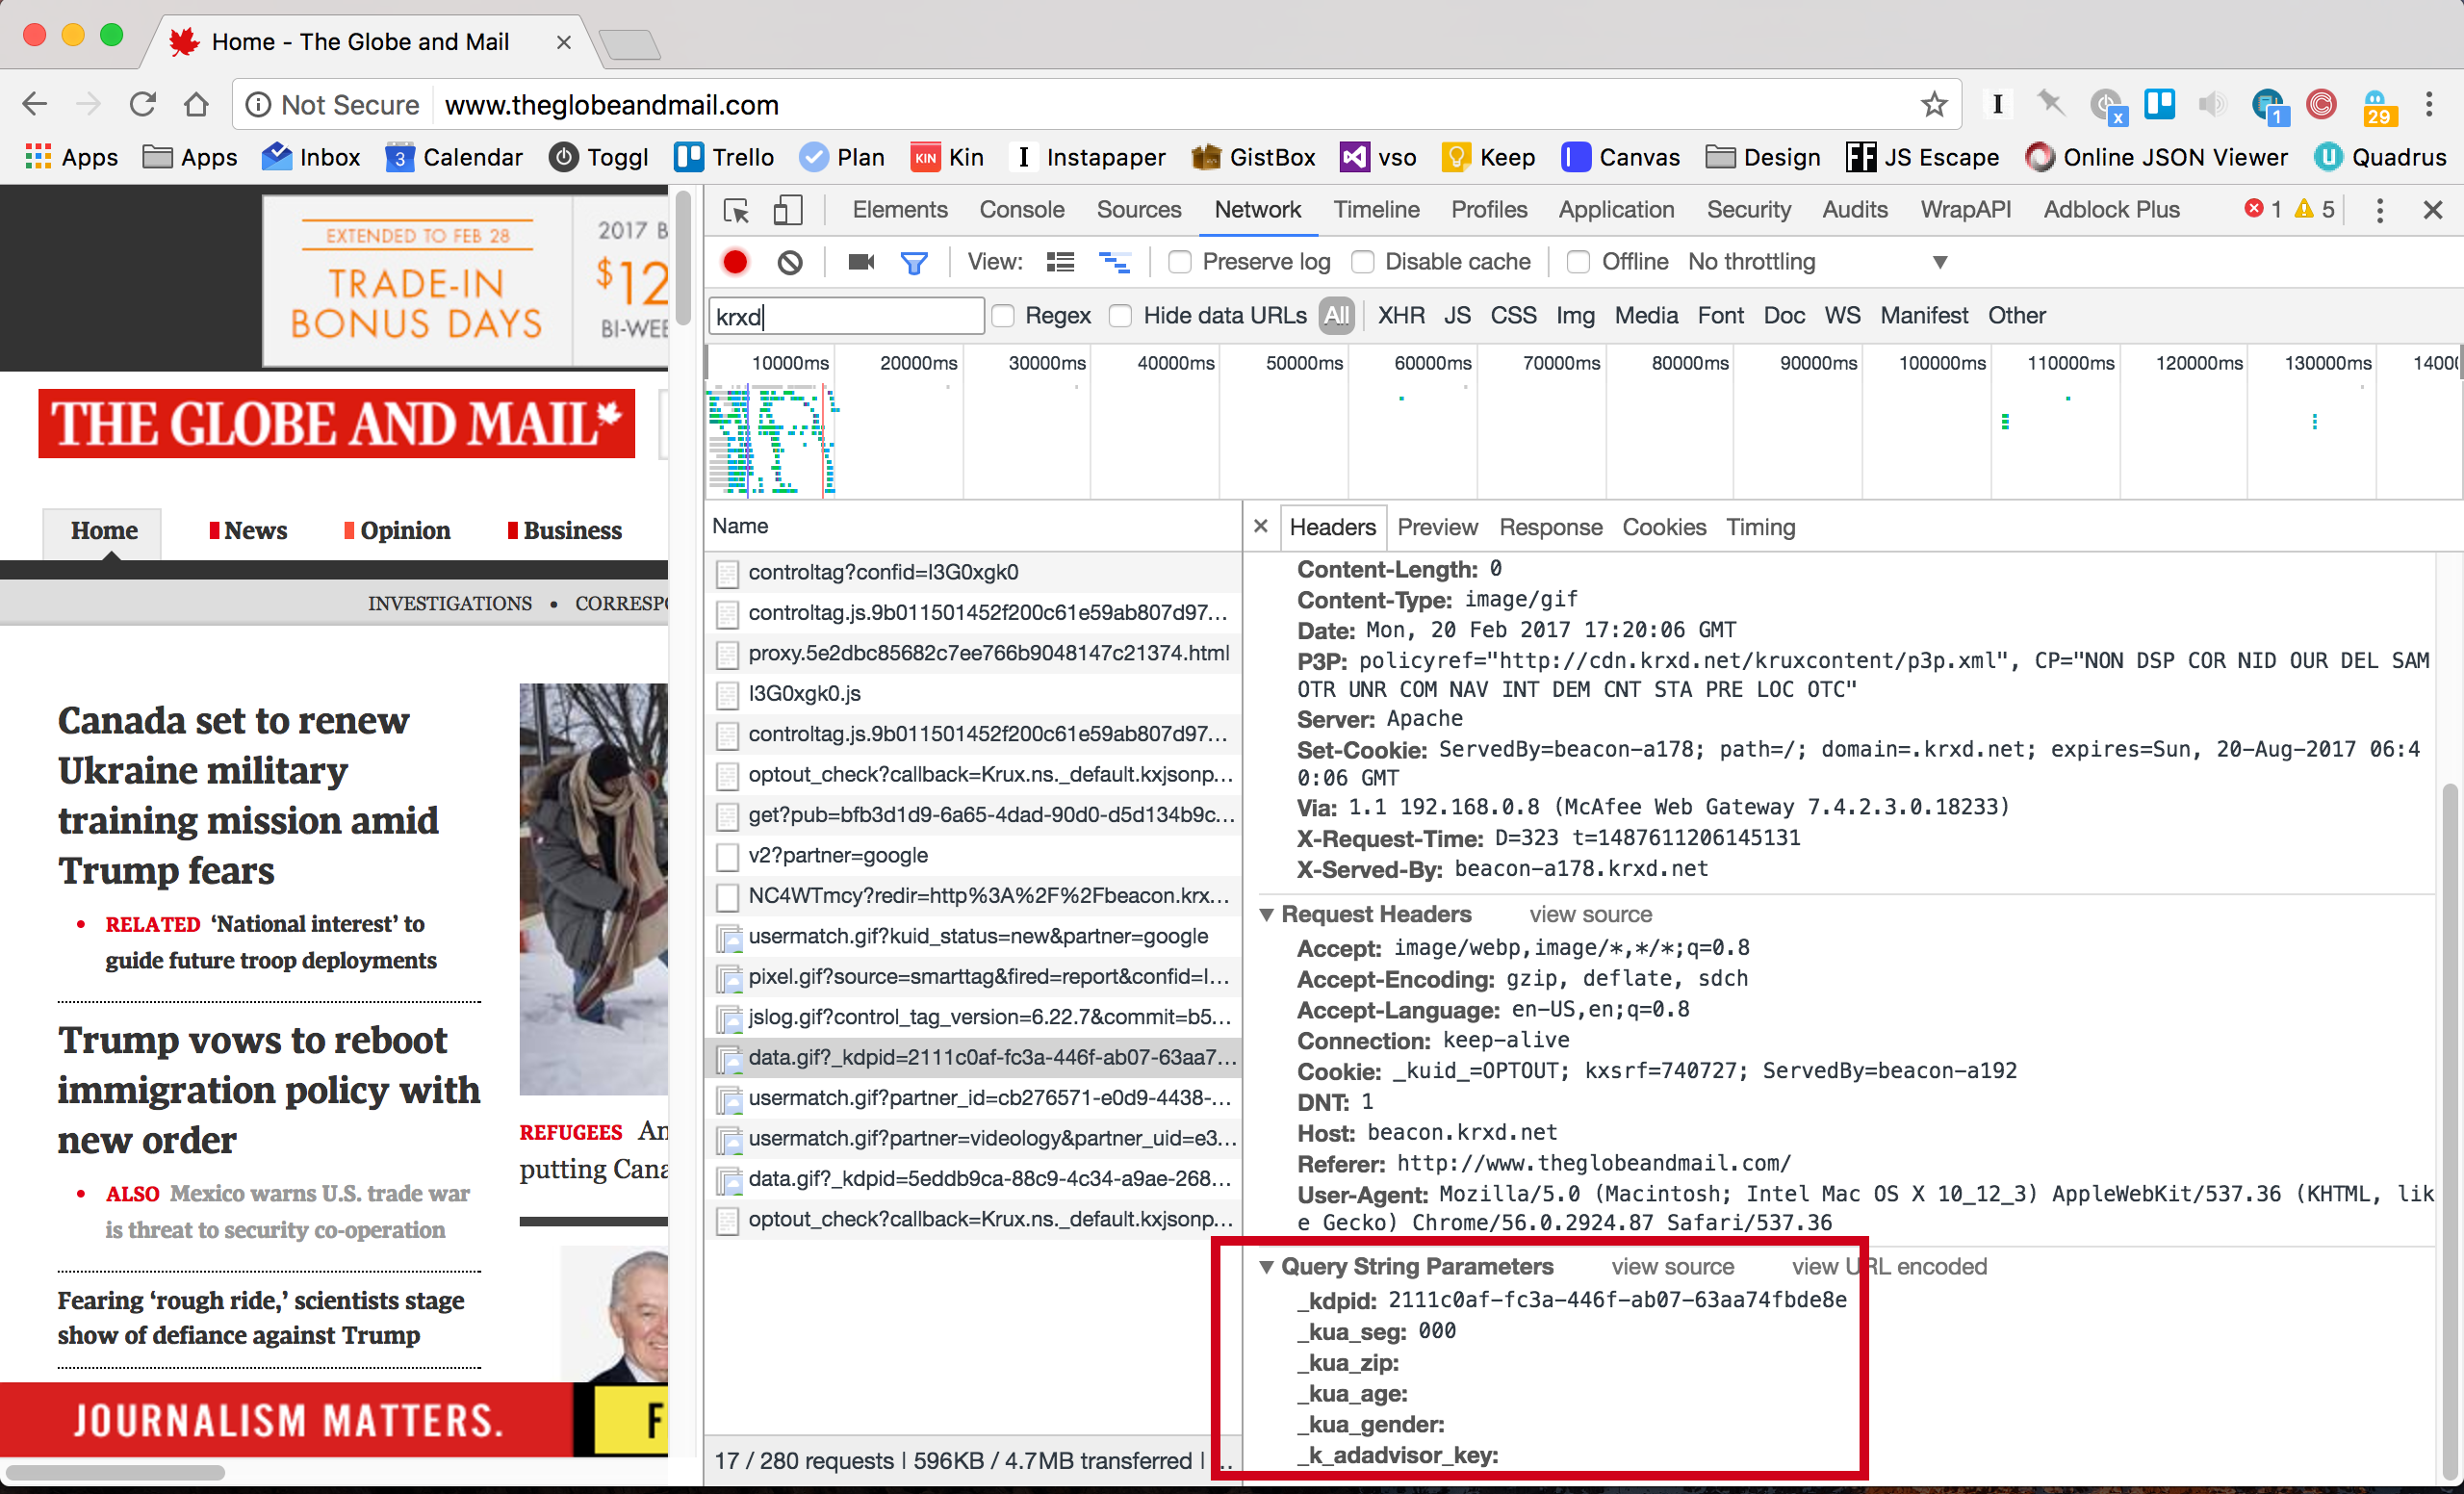 Home - The Globe and Mail
Not Secure www.theglobeandmail.com
x 1 29
Apps Apps Inbox 3 Calendar Toggl Trello Plan KIN Kin I Instapaper GistBox vso Keep Canvas Design JS Escape Online JSON Viewer U Quadrus
EXTENDED TO FEB 28
TRADE-IN
BONUS DAYS
2017 B
$12
BI-WEE
THE GLOBE AND MAIL
Home News Opinion Business
INVESTIGATIONS • CORRESPO
Canada set to renew
Ukraine military
training mission amid
Trump fears
• RELATED ‘National interest’ to
guide future troop deployments
Trump vows to reboot
immigration policy with
new order
• ALSO Mexico warns U.S. trade war
is threat to security co-operation
Fearing ‘rough ride,’ scientists stage
show of defiance against Trump
REFUGEES An
putting Cana
JOURNALISM MATTERS.
F
Elements Console Sources Network Timeline Profiles Application Security Audits WrapAPI Adblock Plus 1 5
View: Preserve log Disable cache Offline No throttling
krxd Regex Hide data URLs All XHR JS CSS Img Media Font Doc WS Manifest Other
10000ms 20000ms 30000ms 40000ms 50000ms 60000ms 70000ms 80000ms 90000ms 100000ms 110000ms 120000ms 130000ms 1400
Name
controltag?confid=l3G0xgk0
controltag.js.9b011501452f200c61e59ab807d97...
proxy.5e2dbc85682c7ee766b9048147c21374.html
l3G0xgk0.js
controltag.js.9b011501452f200c61e59ab807d97...
optout_check?callback=Krux.ns._default.kxjsonp...
get?pub=bfb3d1d9-6a65-4dad-90d0-d5d134b9c...
v2?partner=google
NC4WTmcy?redir=http%3A%2F%2Fbeacon.krx...
usermatch.gif?kuid_status=new&partner=google
pixel.gif?source=smarttag&fired=report&confid=l...
jslog.gif?control_tag_version=6.22.7&commit=b5...
data.gif?_kdpid=2111c0af-fc3a-446f-ab07-63aa7...
usermatch.gif?partner_id=cb276571-e0d9-4438-...
usermatch.gif?partner=videology&partner_uid=e3...
data.gif?_kdpid=5eddb9ca-88c9-4c34-a9ae-268...
optout_check?callback=Krux.ns._default.kxjsonp...
17 / 280 requests | 596KB / 4.7MB transferred | ...
Headers Preview Response Cookies Timing
Content-Length: 0
Content-Type: image/gif
Date: Mon, 20 Feb 2017 17:20:06 GMT
P3P: policyref="http://cdn.krxd.net/kruxcontent/p3p.xml", CP="NON DSP COR NID OUR DEL SAM
OTR UNR COM NAV INT DEM CNT STA PRE LOC OTC"
Server: Apache
Set-Cookie: ServedBy=beacon-a178; path=/; domain=.krxd.net; expires=Sun, 20-Aug-2017 06:4
0:06 GMT
Via: 1.1 192.168.0.8 (McAfee Web Gateway 7.4.2.3.0.18233)
X-Request-Time: D=323 t=1487611206145131
X-Served-By: beacon-a178.krxd.net
Request Headers view source
Accept: image/webp,image/*,*/*;q=0.8
Accept-Encoding: gzip, deflate, sdch
Accept-Language: en-US,en;q=0.8
Connection: keep-alive
Cookie: _kuid_=OPTOUT; kxsrf=740727; ServedBy=beacon-a192
DNT: 1
Host: beacon.krxd.net
Referer: http://www.theglobeandmail.com/
User-Agent: Mozilla/5.0 (Macintosh; Intel Mac OS X 10_12_3) AppleWebKit/537.36 (KHTML, lik
e Gecko) Chrome/56.0.2924.87 Safari/537.36
Query String Parameters view source view URL encoded
_kdpid: 2111c0af-fc3a-446f-ab07-63aa74fbde8e
_kua_seg: 000
_kua_zip:
_kua_age:
_kua_gender:
_k_adadvisor_key: